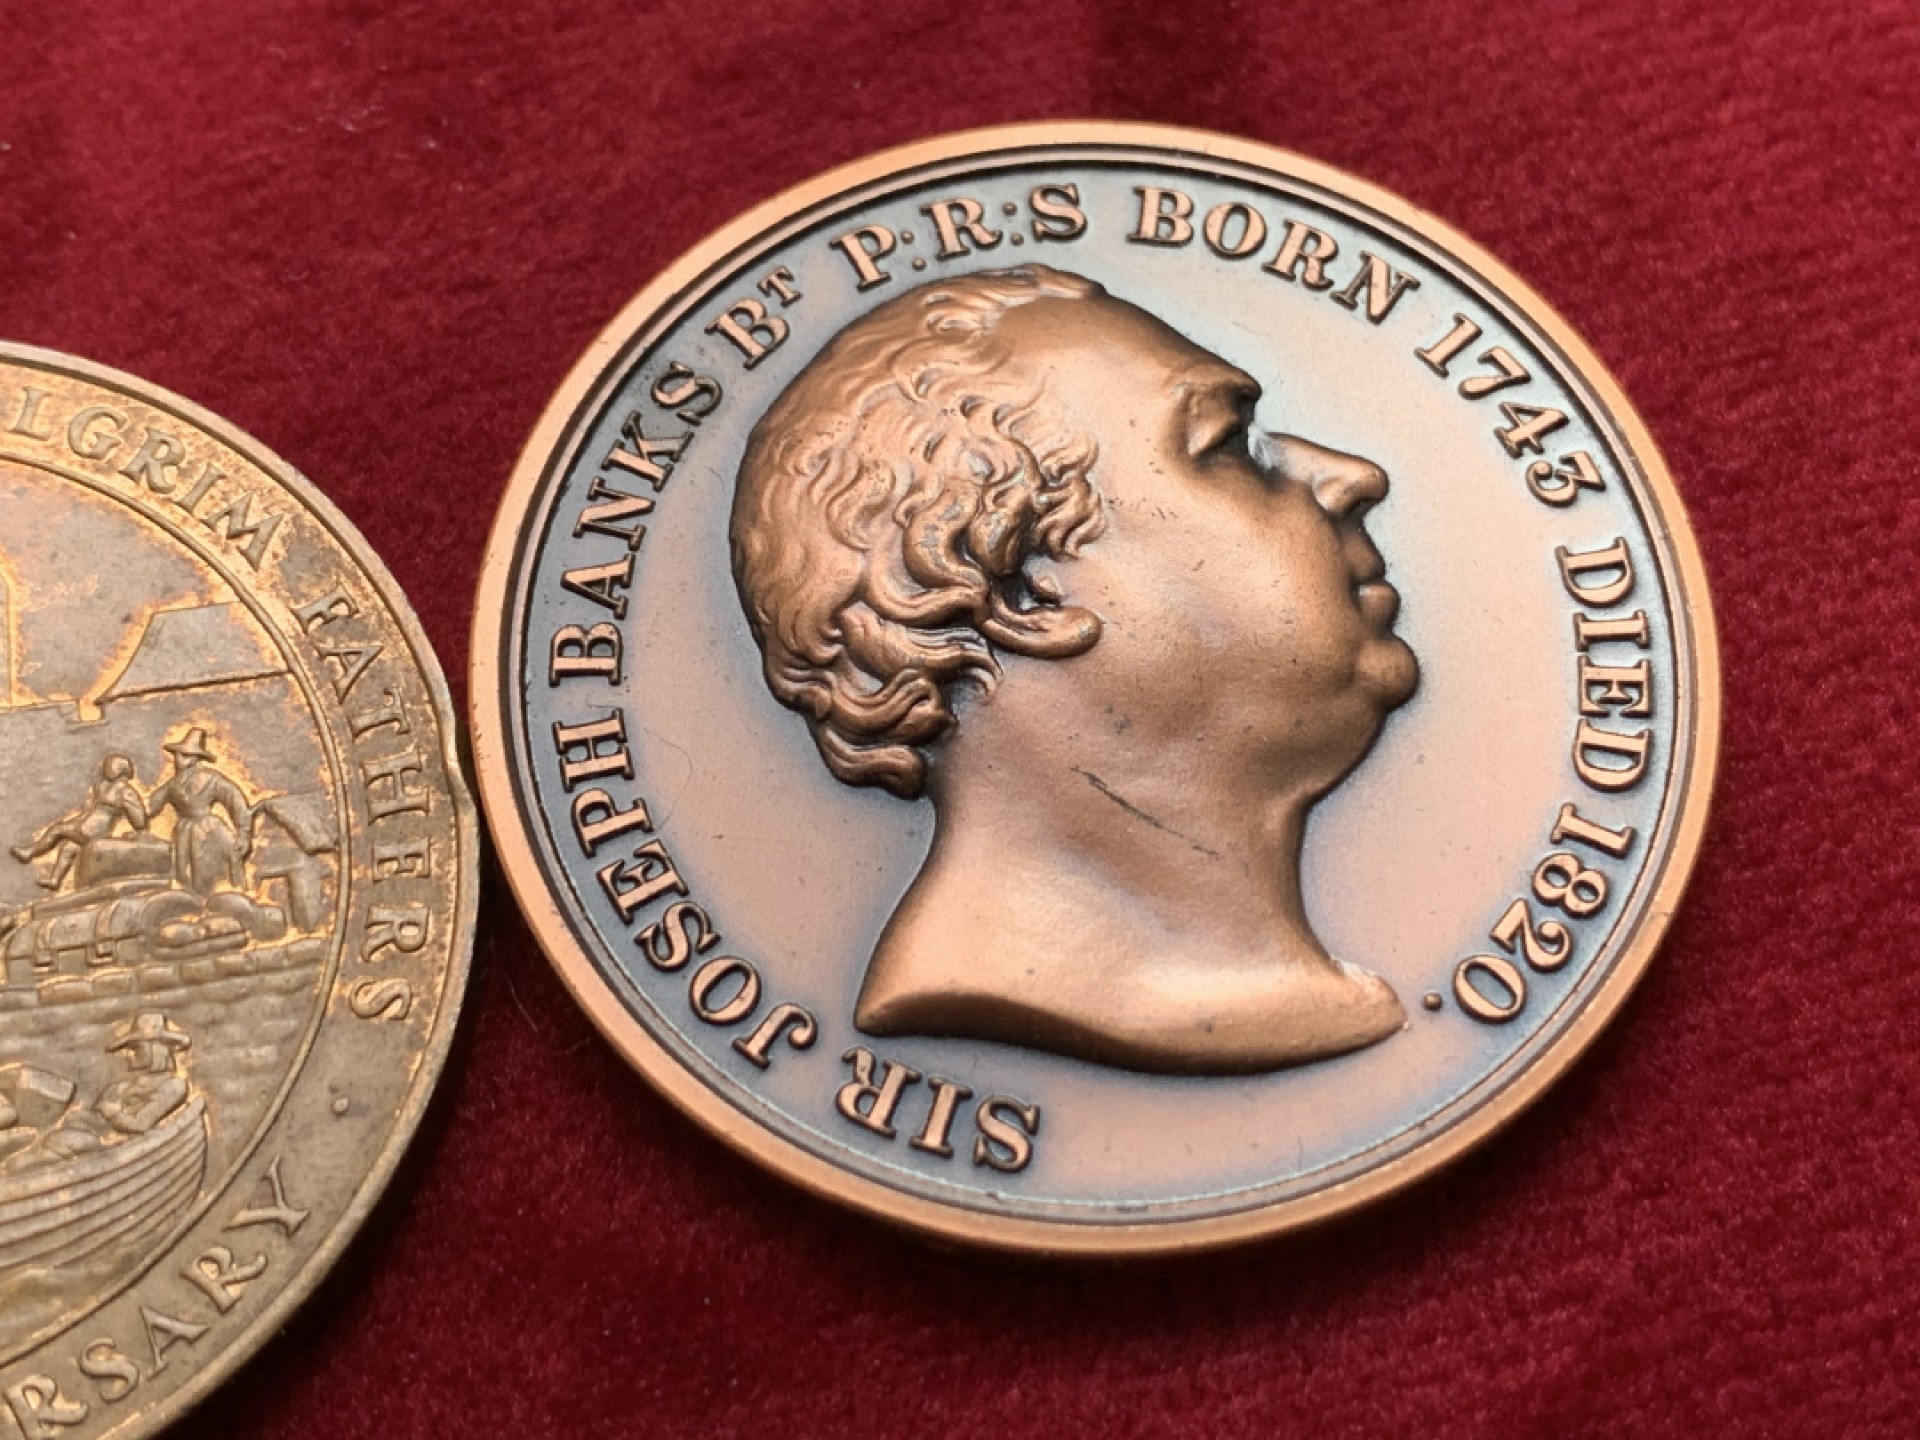 LGRIM FATHERS
RSARY
SIR JOSEPH BANKS BT P:R:S BORN 1743 DIED 1820.